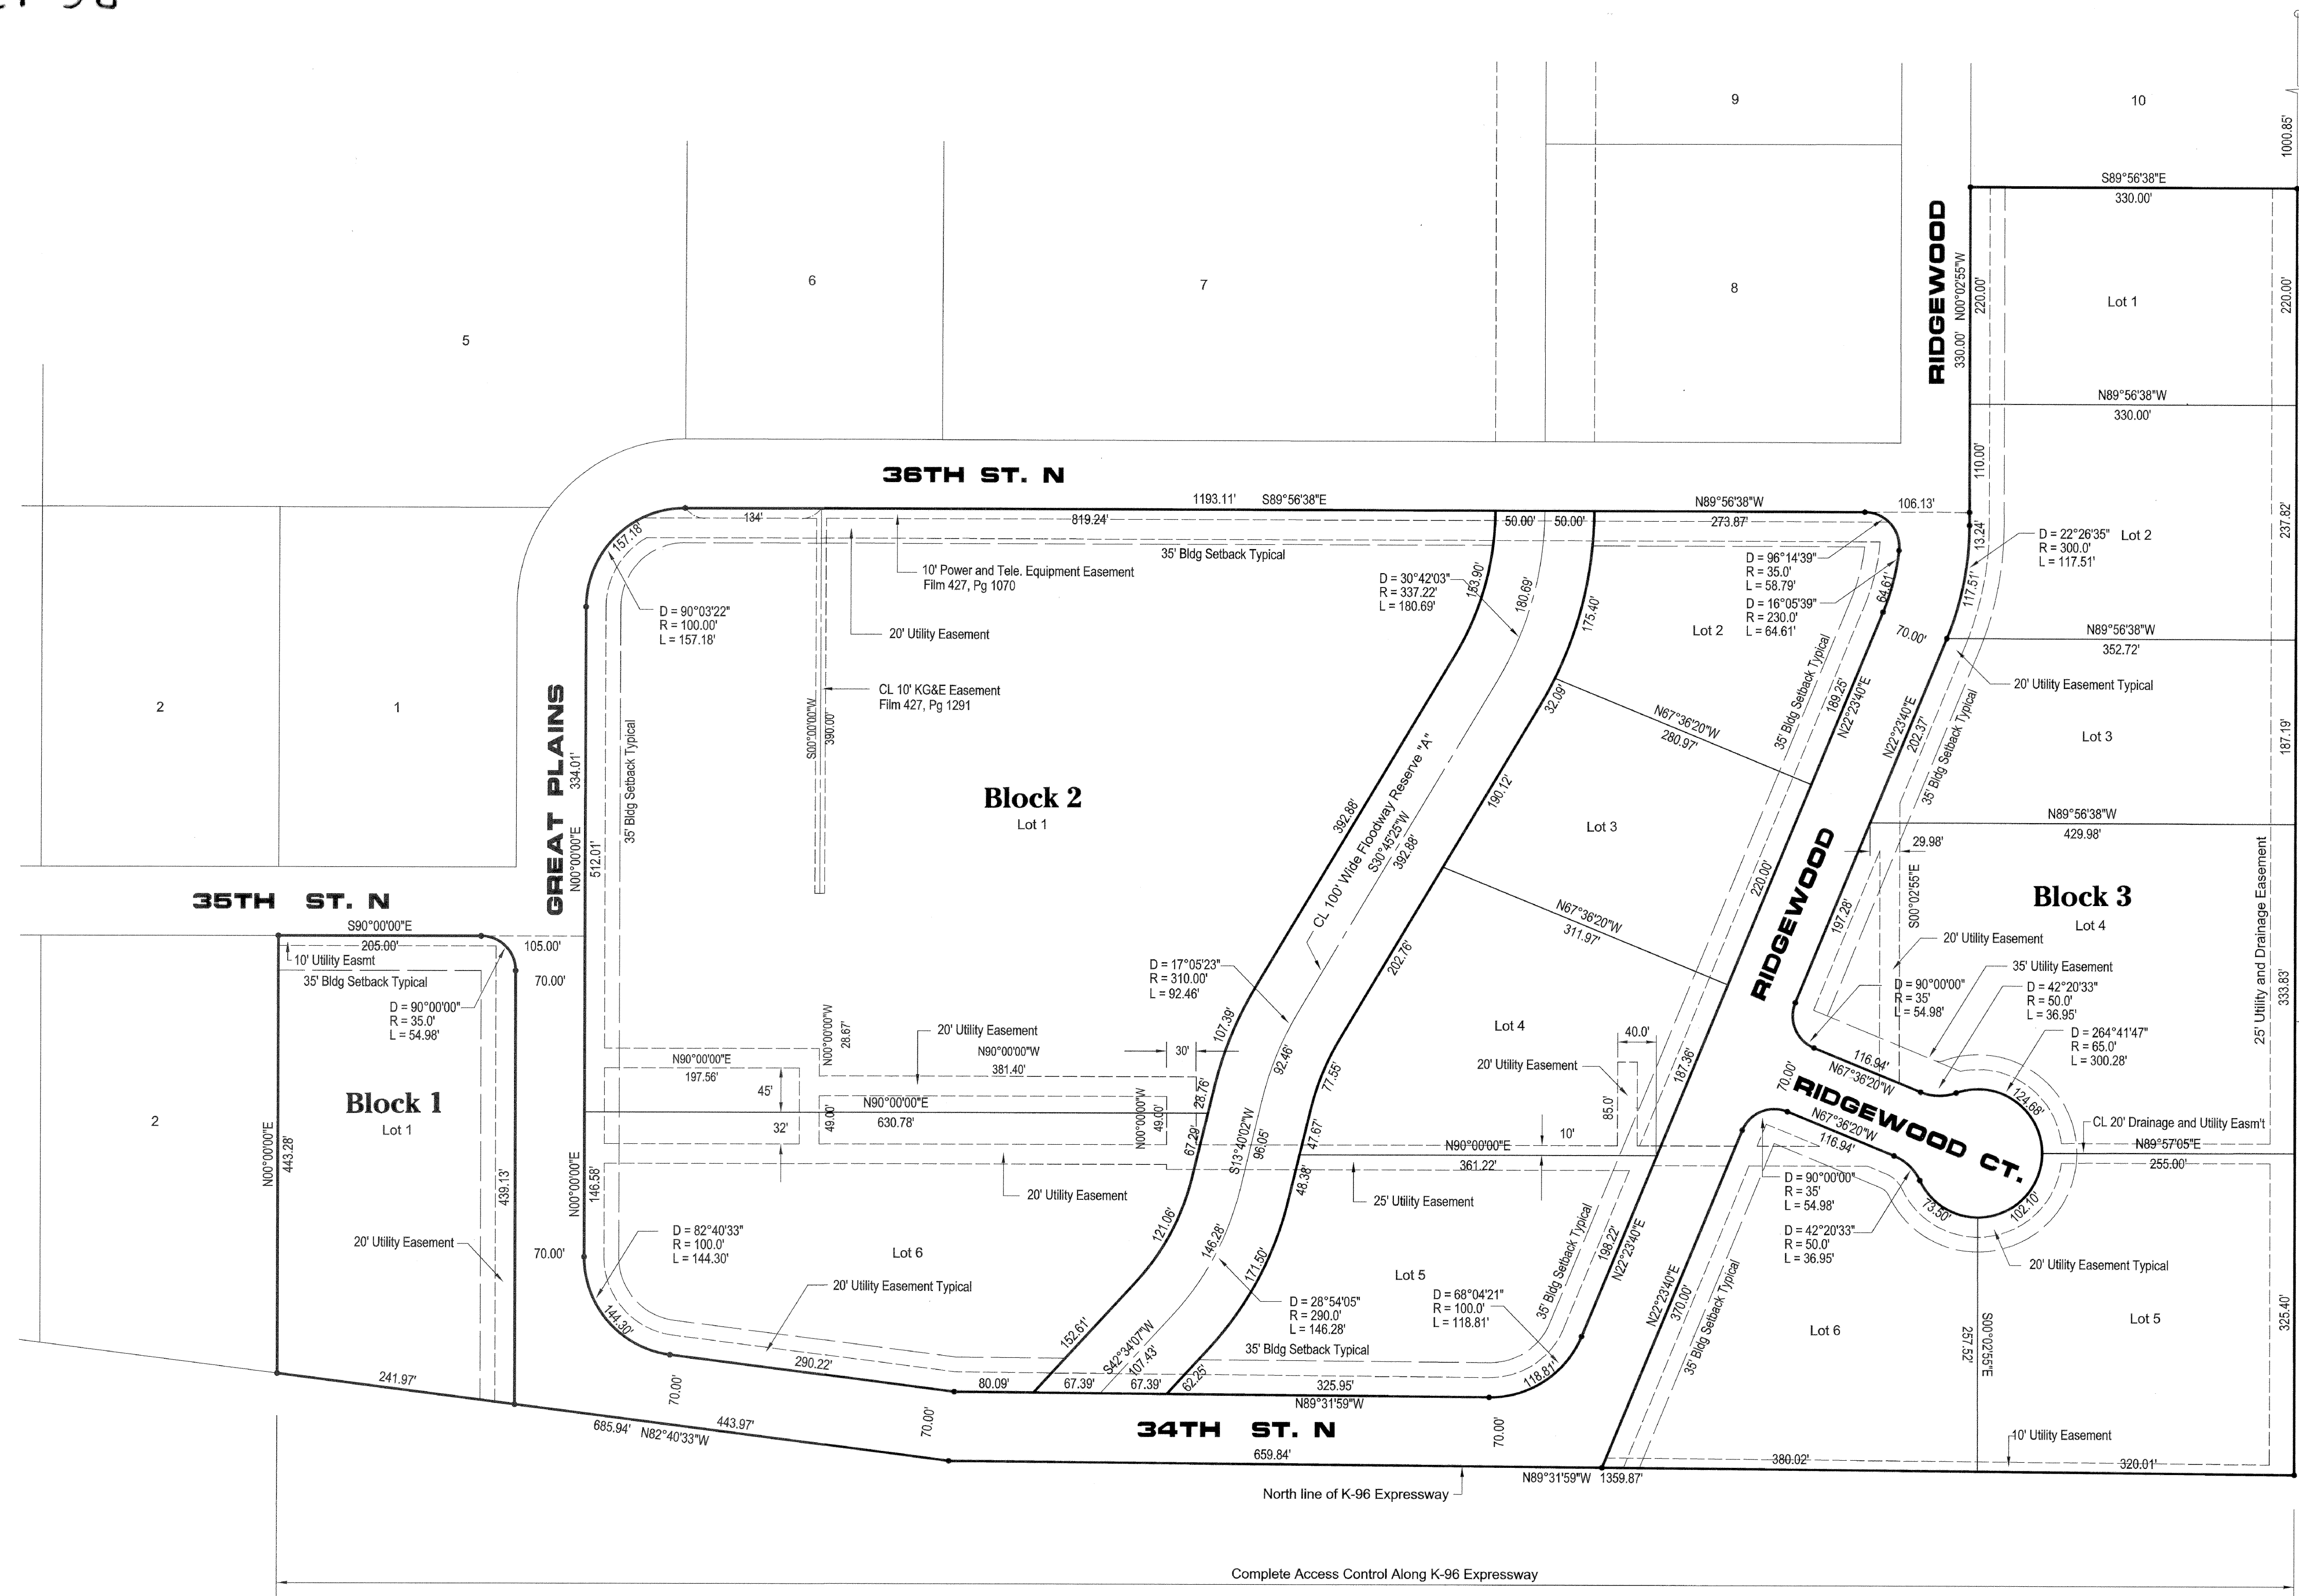 9
10
1000.85'
S89°56'38"E
330.00'
RIDGEWOOD
330.00' N00°02'55"W
220.00'
Lot 1
220.00'
6
7
8
5
N89°56'38"W
330.00'
110.00'
36TH ST. N
1193.11' S89°56'38"E
N89°56'38"W
106.13'
134'
819.24'
50.00'
50.00'
273.87'
13.24'
D = 22°26'35"
R = 300.0'
L = 117.51'
Lot 2
237.82'
157.18'
35' Bldg Setback Typical
10' Power and Tele. Equipment Easement
Film 427, Pg 1070
D = 96°14'39"
R = 35.0'
L = 58.79'
D = 16°05'39"
R = 230.0'
L = 64.61'
64.61'
117.51'
D = 30°42'03"
R = 337.22'
L = 180.69'
153.90'
180.69'
175.40'
D = 90°03'22"
R = 100.00'
L = 157.18'
20' Utility Easement
Lot 2
70.00'
N89°56'38"W
352.72'
20' Utility Easement Typical
2
1
CL 10' KG&E Easement
Film 427, Pg 1291
S00°00'00"W
390.00'
32.09'
N67°36'20"W
280.97'
35' Bldg Setback Typical
189.25'
N22°23'40"E
N22°23'40"E
202.37'
35' Bldg Setback Typical
Lot 3
187.19'
GREAT PLAINS
334.01'
N00°00'00"E
512.01'
35' Bldg Setback Typical
Block 2
Lot 1
392.88'
CL 100' Wide Floodway Reserve "A"
S30°45'25"W
392.88'
190.12'
Lot 3
N89°56'38"W
429.98'
29.98'
RIDGEWOOD
220.00'
197.28'
S00°02'55"E
Block 3
Lot 4
25' Utility and Drainage Easement
35TH ST. N
S90°00'00"E
205.00'
105.00'
10' Utility Easmt
35' Bldg Setback Typical
70.00'
D = 90°00'00"
R = 35.0'
L = 54.98'
N67°36'20"W
311.97'
202.76'
20' Utility Easement
35' Utility Easement
D = 90°00'00"
R = 35'
L = 54.98'
D = 42°20'33"
R = 50.0'
L = 36.95'
D = 264°41'47"
R = 65.0'
L = 300.28'
333.83'
D = 17°05'23"
R = 310.00'
L = 92.46'
107.39'
92.46'
77.55'
Lot 4
40.0'
20' Utility Easement
187.36'
85.0'
N00°00'00"W
28.67'
20' Utility Easement
N90°00'00"E
197.56'
N90°00'00"W
381.40'
30'
45'
32'
49.00'
N90°00'00"E
630.78'
N00°00'00"W
49.00'
28.76'
67.29'
47.67'
S13°40'02"W
96.05'
48.38'
10'
N90°00'00"E
361.22'
70.00'
116.94'
N67°36'20"W
RIDGEWOOD CT.
N67°36'20"W
116.94'
124.68'
CL 20' Drainage and Utility Easm't
N89°57'05"E
255.00'
2
Block 1
Lot 1
N00°00'00"E
443.28'
439.13'
20' Utility Easement
70.00'
N00°00'00"E
146.58'
20' Utility Easement
25' Utility Easement
D = 90°00'00"
R = 35'
L = 54.98'
D = 42°20'33"
R = 50.0'
L = 36.95'
73.50'
102.10'
20' Utility Easement Typical
D = 82°40'33"
R = 100.0'
L = 144.30'
144.30'
Lot 6
20' Utility Easement Typical
121.06'
146.28'
171.50'
Lot 5
D = 28°54'05"
R = 290.0'
L = 146.28'
D = 68°04'21"
R = 100.0'
L = 118.81'
118.81'
35' Bldg Setback Typical
198.22'
N22°23'40"E
N22°23'40"E
370.00'
35' Bldg Setback Typical
Lot 6
S00°02'55"E
257.52'
Lot 5
325.40'
152.61'
S42°34'07"W
107.43'
35' Bldg Setback Typical
241.97'
290.22'
70.00'
80.09'
67.39'
67.39'
62.25'
325.95'
N89°31'59"W
70.00'
34TH ST. N
70.00'
685.94' N82°40'33"W
443.97'
659.84'
10' Utility Easement
380.02'
320.01'
N89°31'59"W 1359.87'
North line of K-96 Expressway
Complete Access Control Along K-96 Expressway